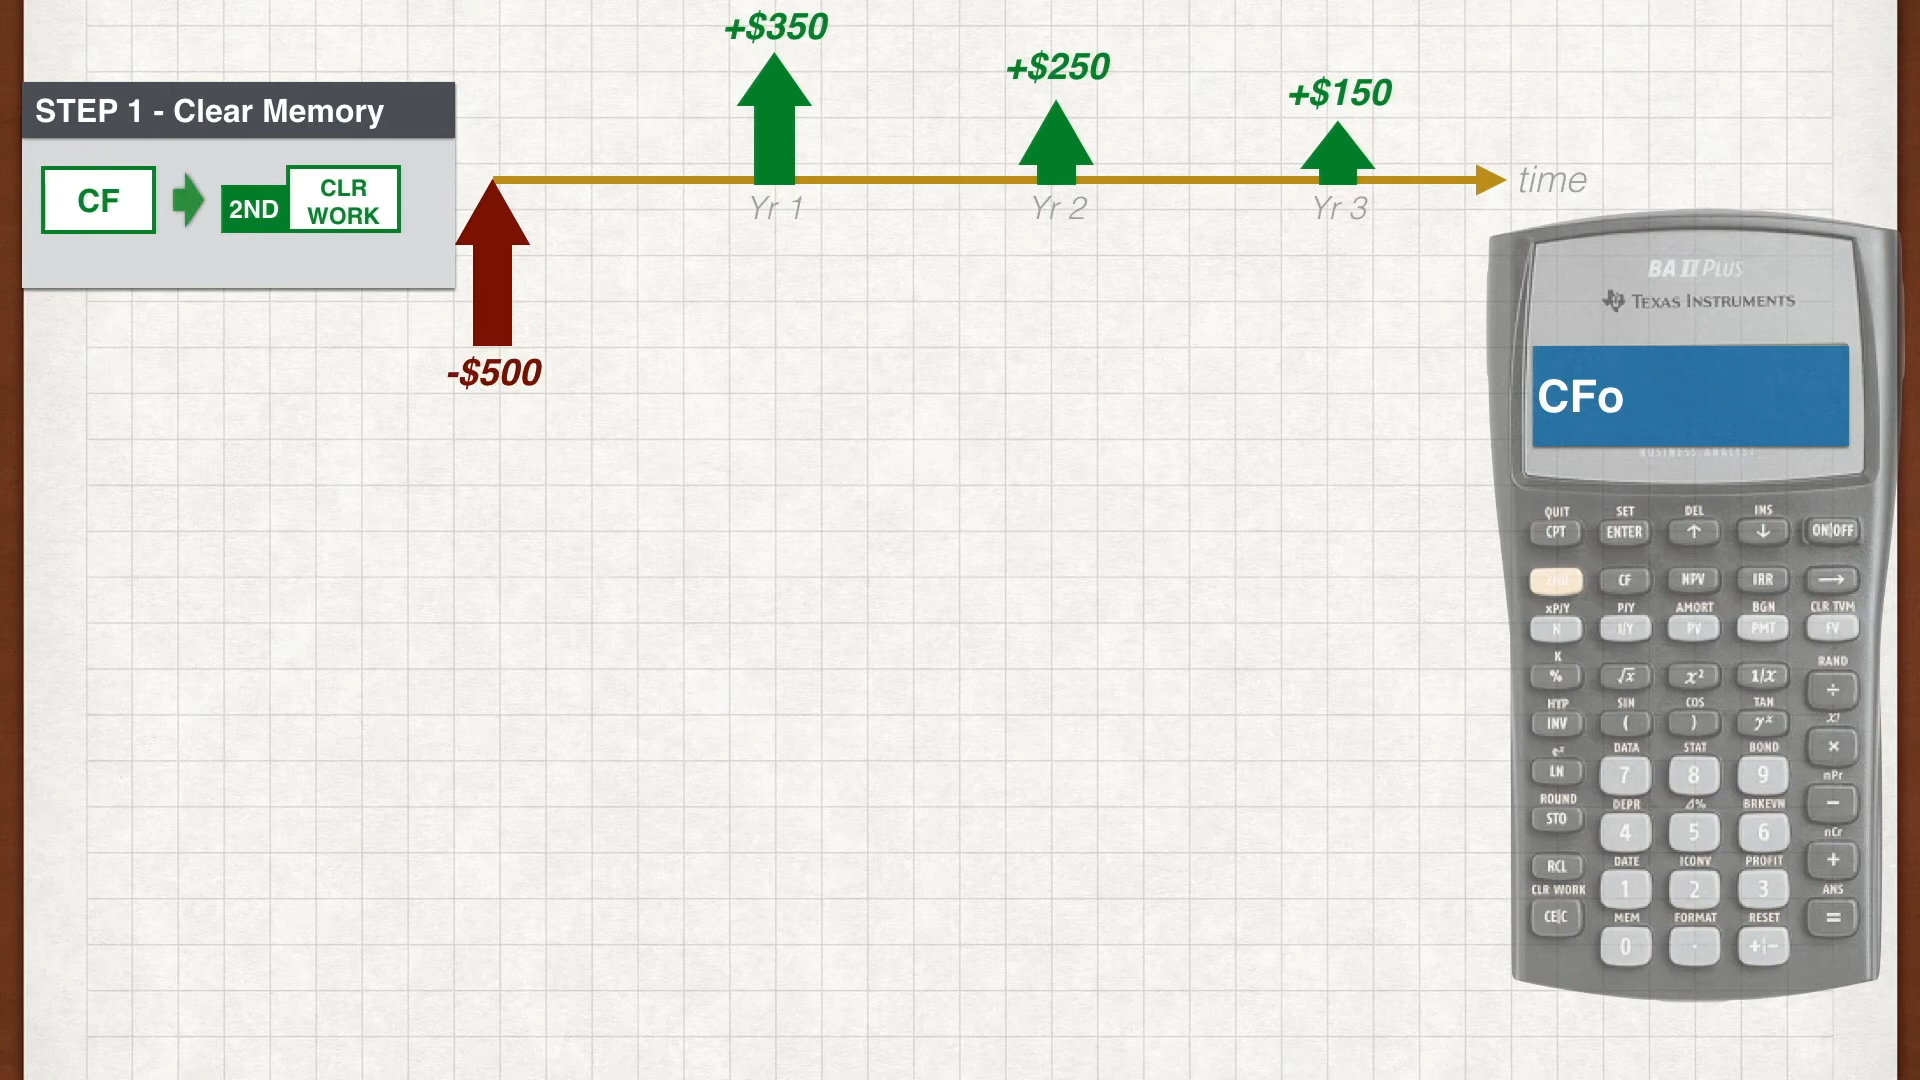 +$350
+$250
+$150
STEP 1 - Clear Memory
CF
2ND
CLR
WORK
time
Yr 1
Yr 2
Yr 3
-$500
BA II PLUS
TEXAS INSTRUMENTS
CFo
BUSINESS ANALYST
QUIT SET DEL INS
CPT ENTER ↑ ↓ ON|OFF
2ND CF NPV IRR →
xP/Y P/Y AMORT BGN CLR TVM
N I/Y PV PMT FV
K RAND
% √x x² 1/x ÷
HYP SIN COS TAN x!
INV ( ) yˣ ×
eˣ DATA STAT BOND nPr
LN 7 8 9 −
ROUND DEPR Δ% BRKEVN nCr
STO 4 5 6 +
RCL DATE ICONV PROFIT ANS
CLR WORK 1 2 3 =
CE|C MEM FORMAT RESET
0 . +|−